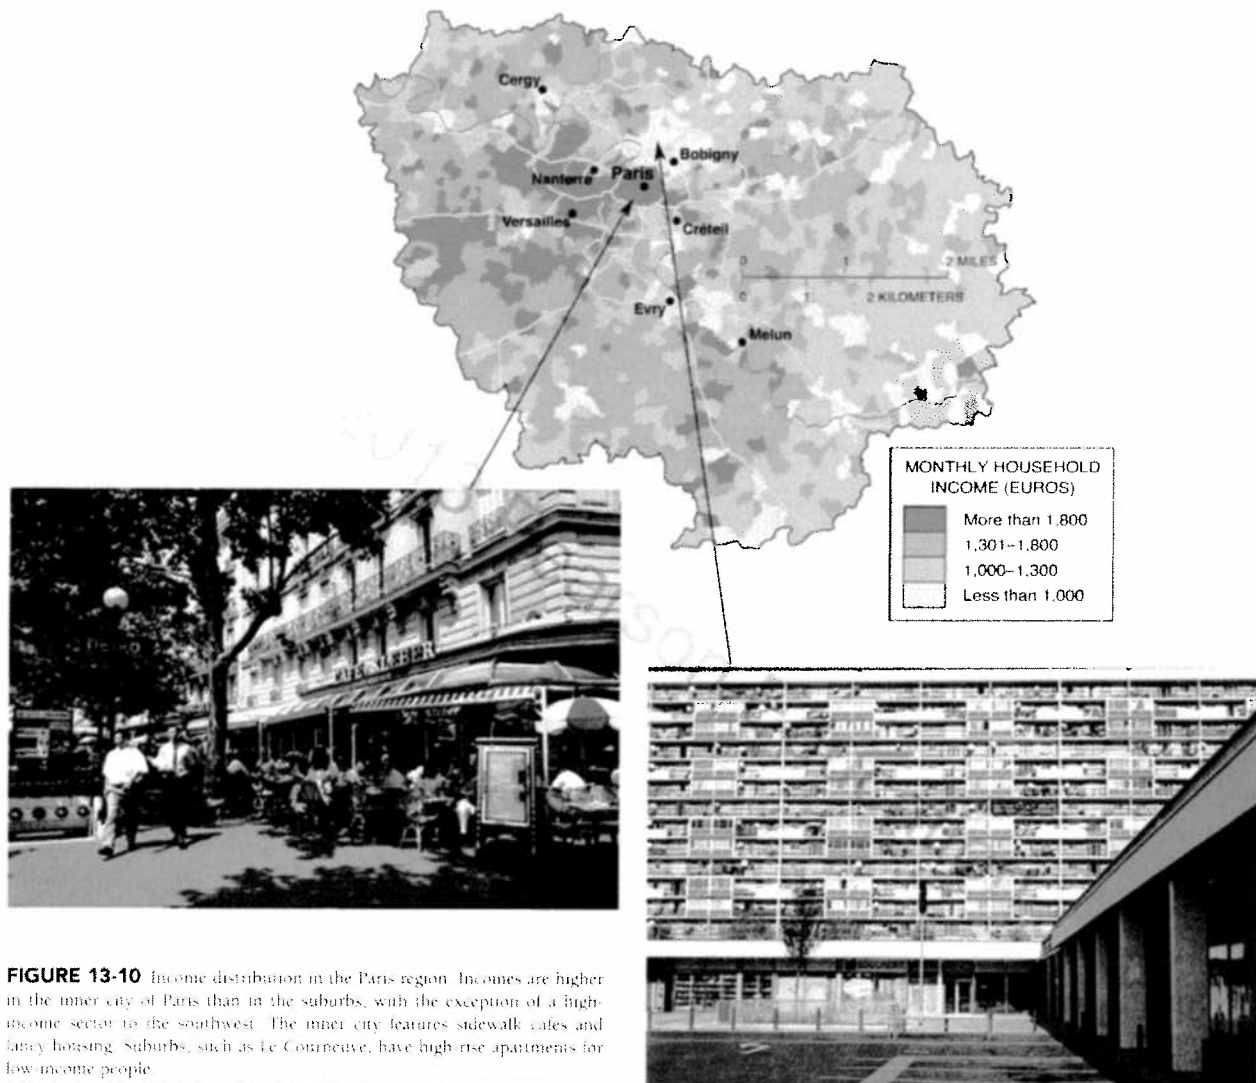 Cergy
Bobigny
Nanterre
Paris
Versailles
Créteil
0 1 2 MILES
0 1 2 KILOMETERS
Evry
Melun
MONTHLY HOUSEHOLD
INCOME (EUROS)
More than 1,800
1,301–1,800
1,000–1,300
Less than 1,000
CAFE KLEBER
FIGURE 13-10 Income distribution in the Paris region. Incomes are higher
in the inner city of Paris than in the suburbs, with the exception of a high-
income sector to the southwest. The inner city features sidewalk cafes and
fancy housing. Suburbs, such as Le Courneuve, have high-rise apartments for
low-income people.